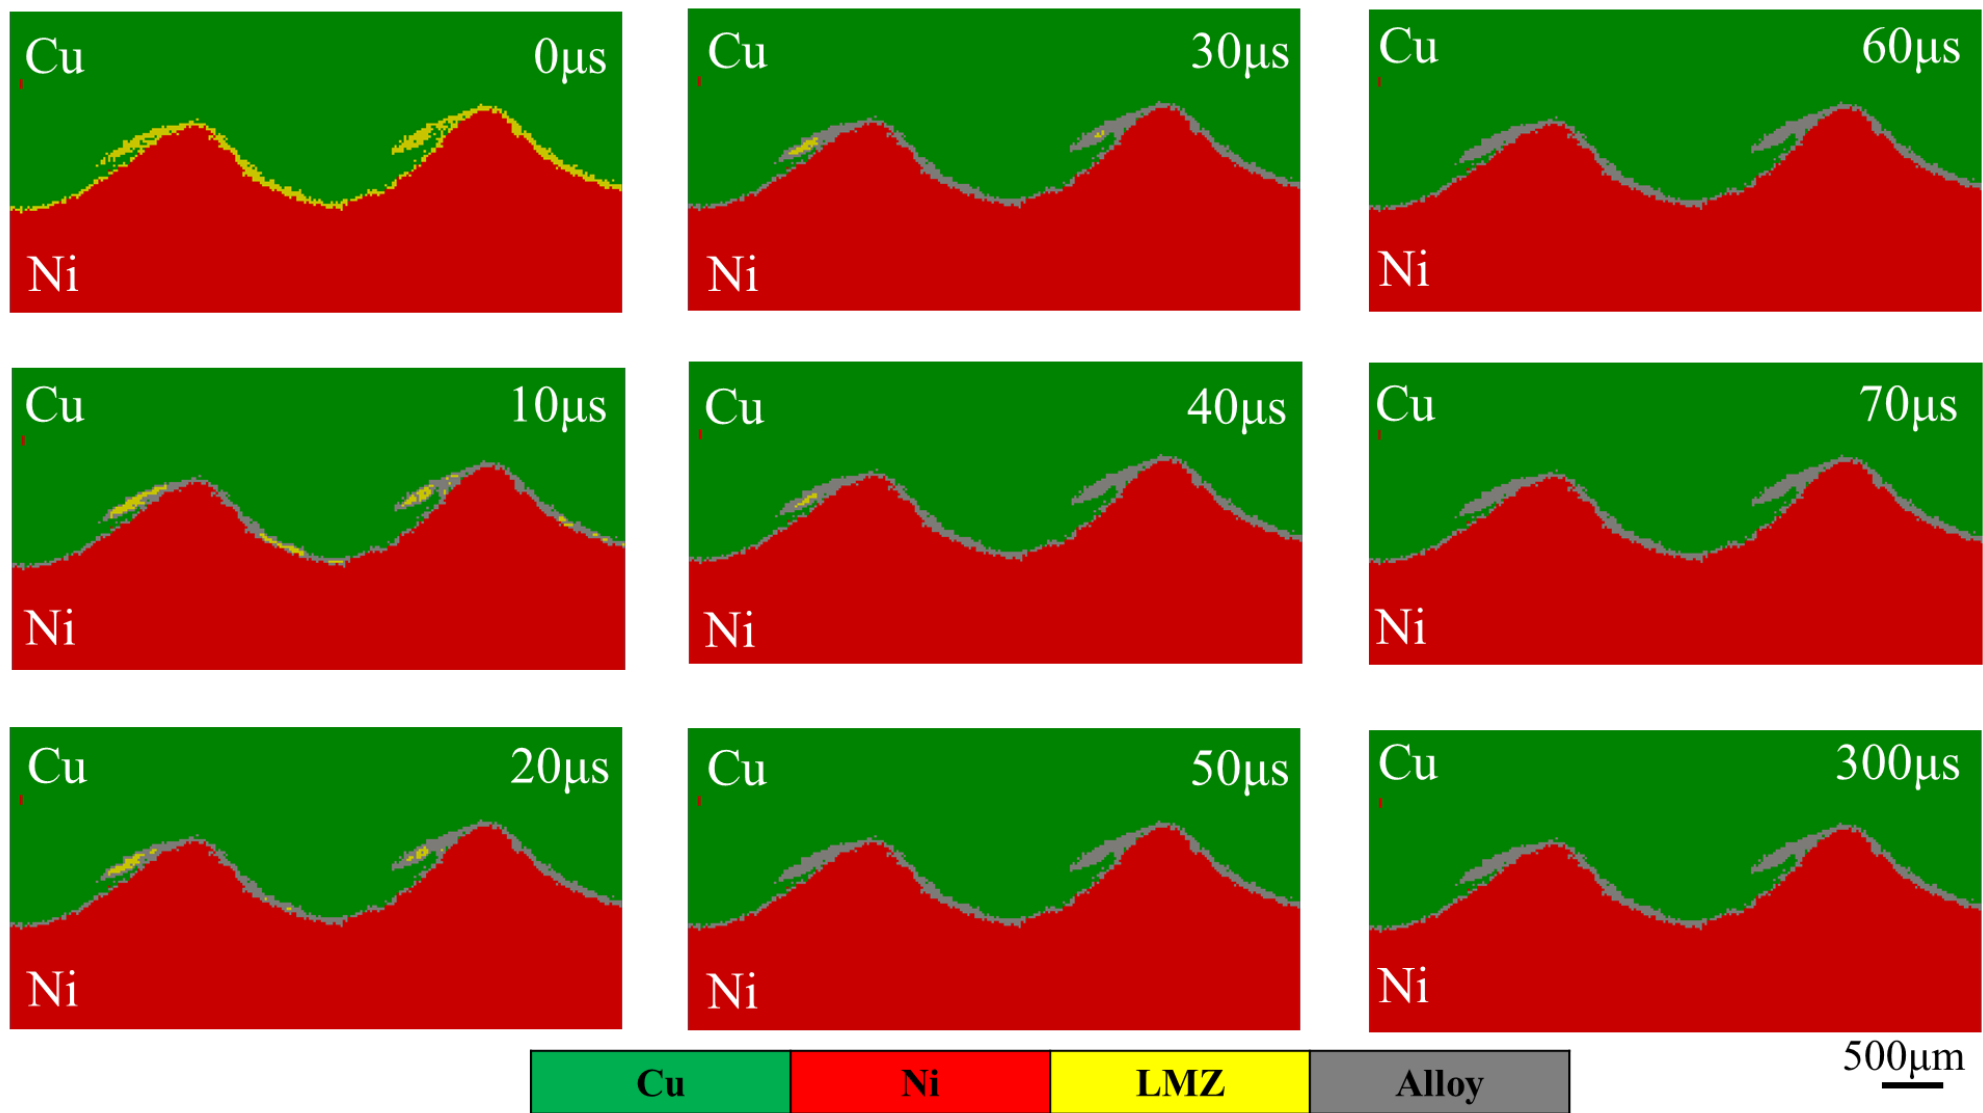 Cu 0μs
Ni
Cu 30μs
Ni
Cu 60μs
Ni
Cu 10μs
Ni
Cu 40μs
Ni
Cu 70μs
Ni
Cu 20μs
Ni
Cu 50μs
Ni
Cu 300μs
Ni
Cu Ni LMZ Alloy
500μm